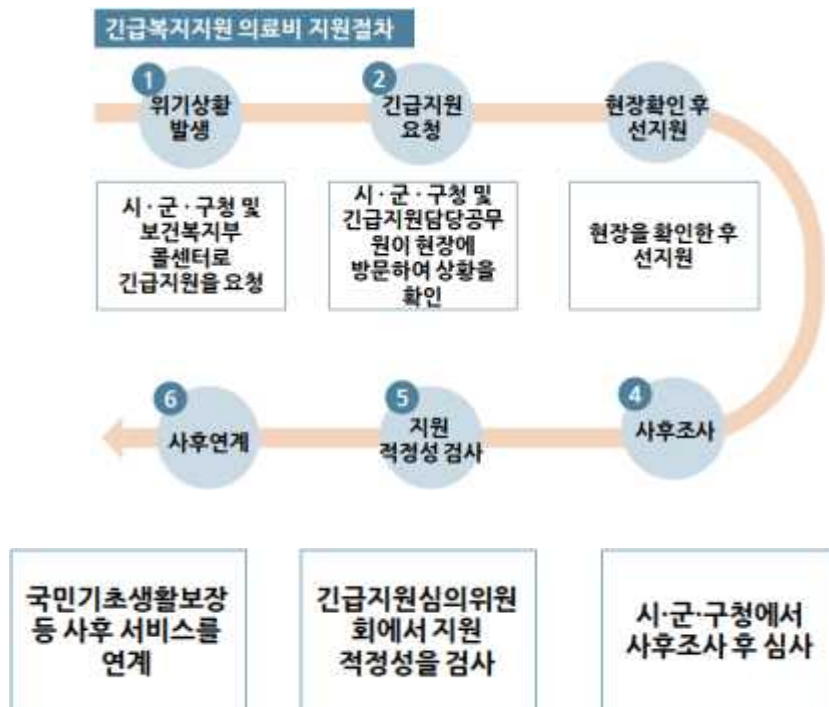 긴급복지지원 의료비 지원절차
1
위기상황
발생
2
긴급지원
요청
현장확인 후
선지원
시·군·구청 및
보건복지부
콜센터로
긴급지원을 요청
시·군·구청 및
긴급지원담당공무
원이 현장에
방문하여 상황을
확인
현장을 확인한 후
선지원
6
사후연계
5
지원
적정성 검사
4
사후조사
국민기초생활보장
등 사후 서비스를
연계
긴급지원심의위원
회에서 지원
적정성을 검사
시·군·구청에서
사후조사 후 심사